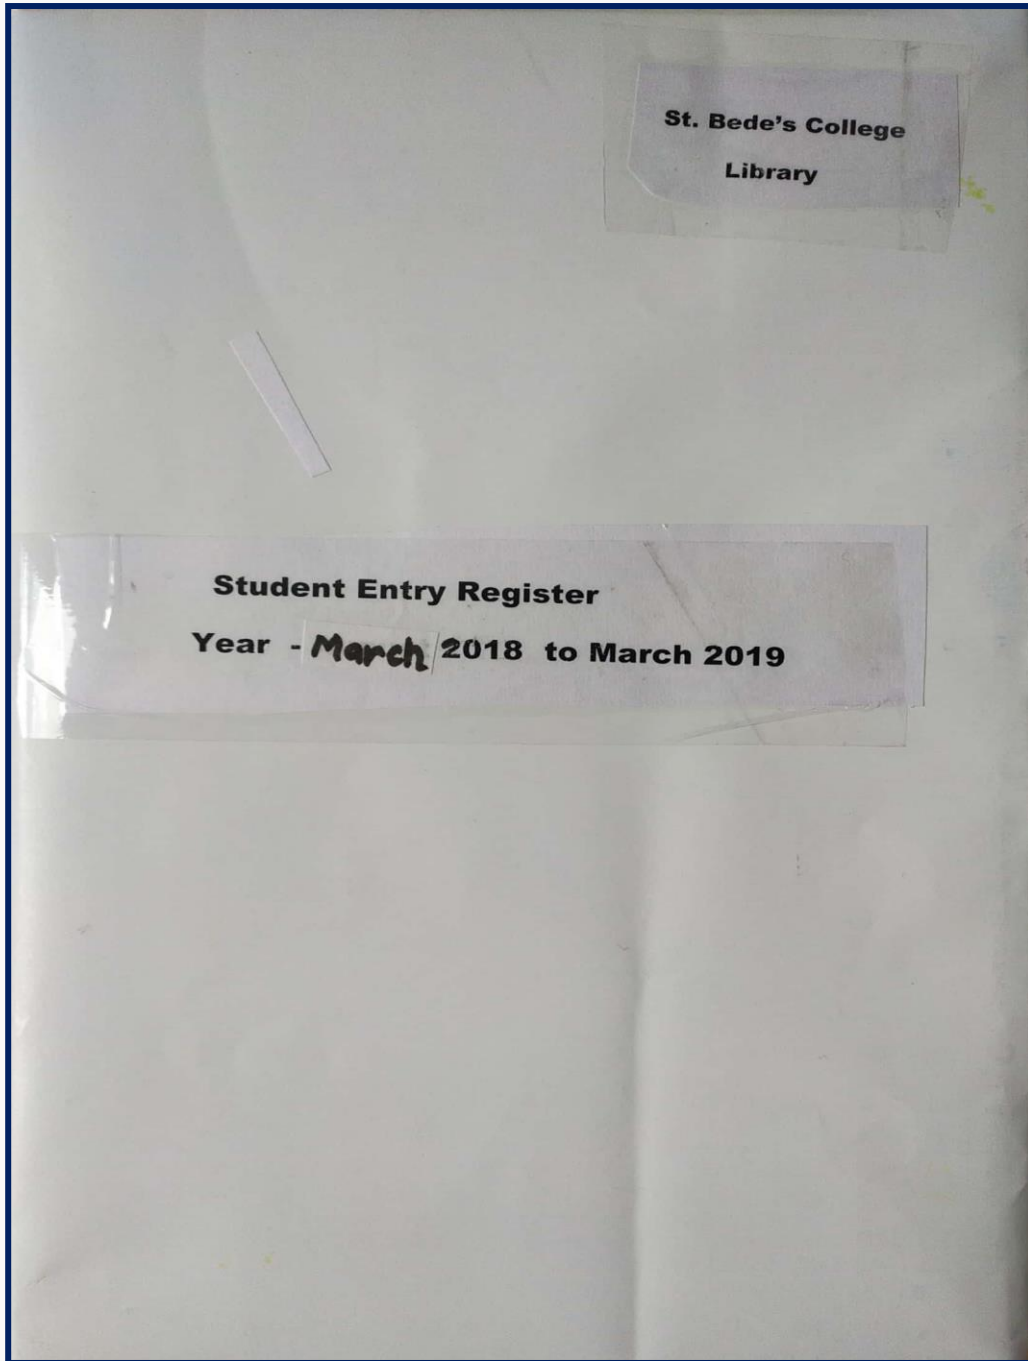 St. Bede's College
Library
Student Entry Register
Year - March 2018 to March 2019